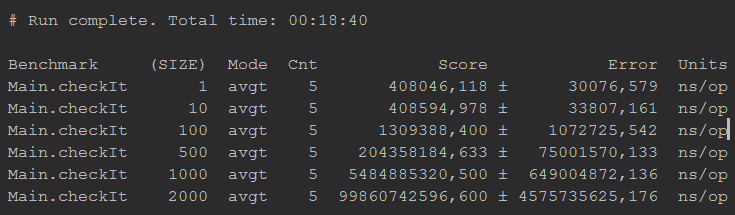 # Run complete. Total time: 00:18:40
Benchmark (SIZE) Mode Cnt Score Error Units
Main.checkIt 1 avgt 5 408046,118 ± 30076,579 ns/op
Main.checkIt 10 avgt 5 408594,978 ± 33807,161 ns/op
Main.checkIt 100 avgt 5 1309388,400 ± 1072725,542 ns/op
Main.checkIt 500 avgt 5 204358184,633 ± 75001570,133 ns/op
Main.checkIt 1000 avgt 5 5484885320,500 ± 649004872,136 ns/op
Main.checkIt 2000 avgt 5 99860742596,600 ± 4575735625,176 ns/op